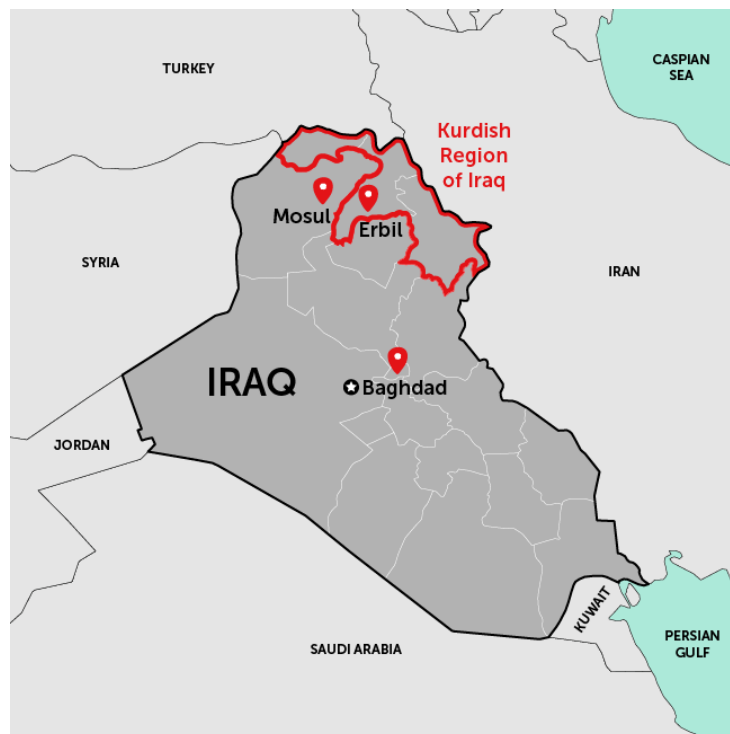 CASPIAN
SEA
TURKEY
Kurdish
Region
of Iraq
Mosul
Erbil
SYRIA
IRAN
IRAQ
Baghdad
JORDAN
KUWAIT
SAUDI ARABIA
PERSIAN
GULF